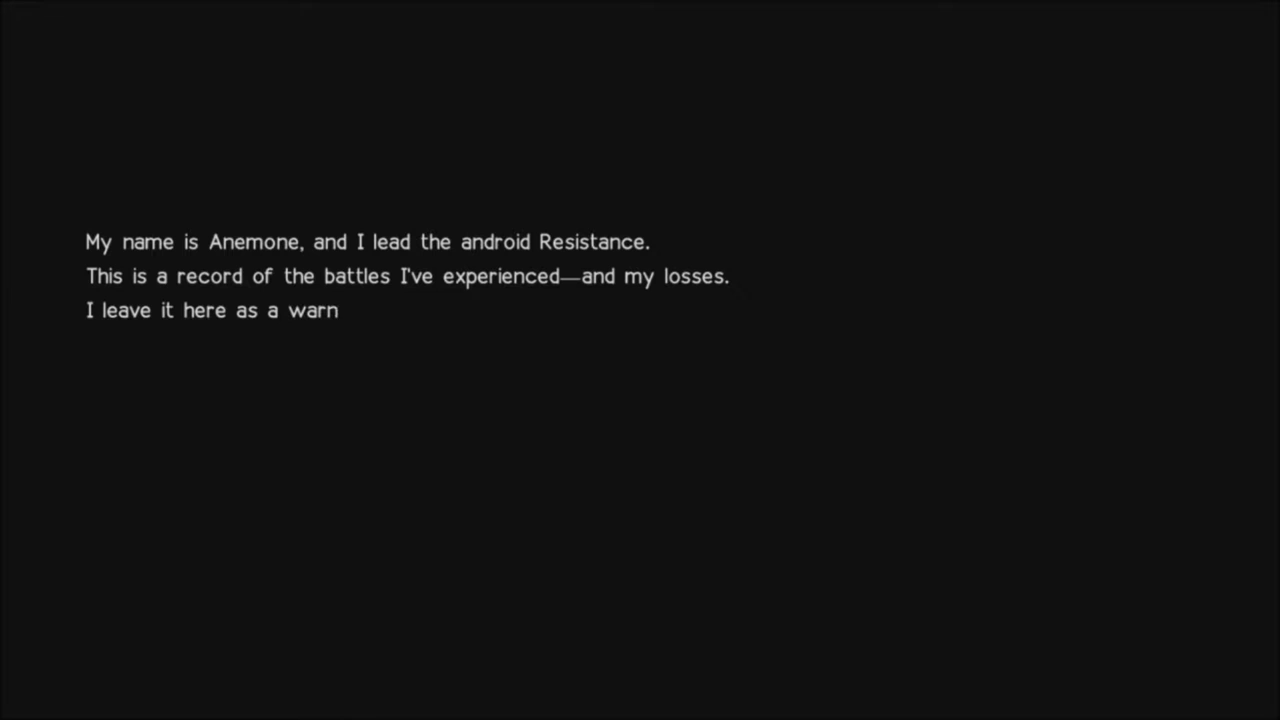 My name is Anemone, and I lead the android Resistance.
This is a record of the battles I've experienced—and my losses.
I leave it here as a warn